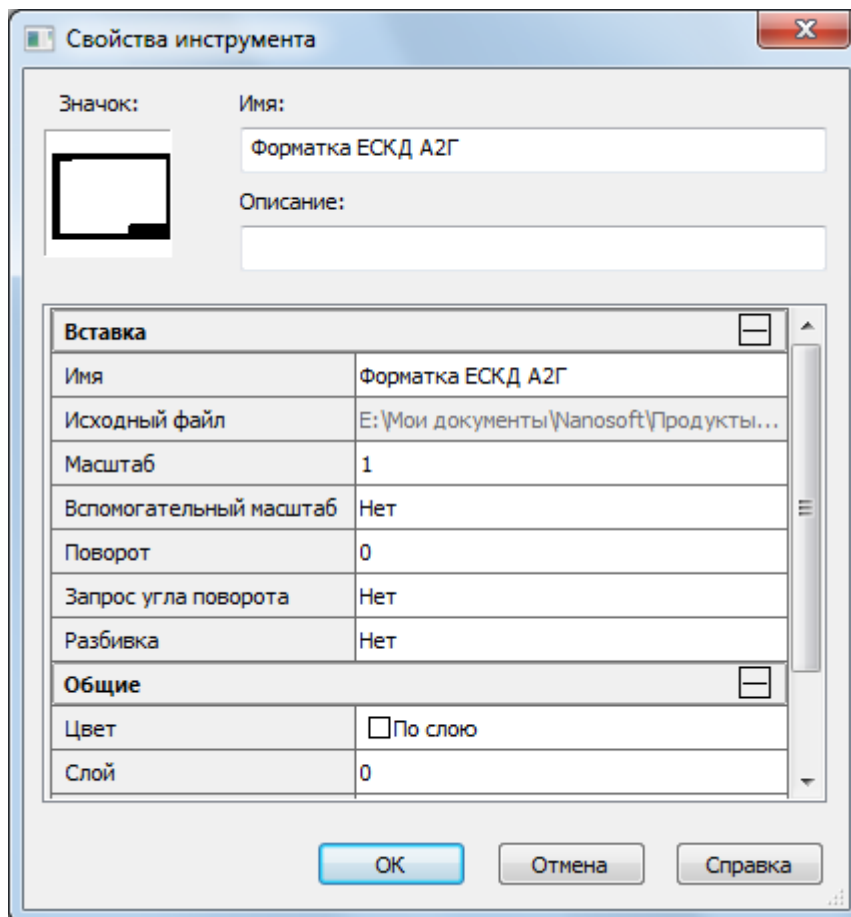 Свойства инструмента
Значок:
Имя:
Форматка ЕСКД А2Г
Описание:
Вставка
Имя Форматка ЕСКД А2Г
Исходный файл E:\Мои документы\Nanosoft\Продукты...
Масштаб 1
Вспомогательный масштаб Нет
Поворот 0
Запрос угла поворота Нет
Разбивка Нет
Общие
Цвет По слою
Слой 0
ОК Отмена Справка